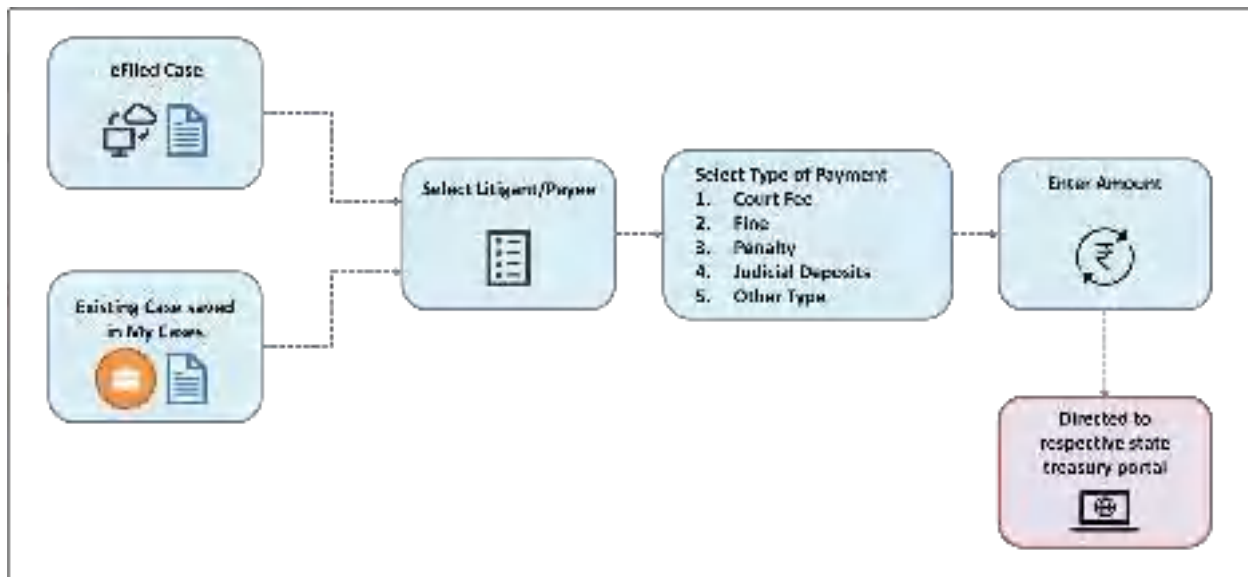 eFiled Case
Existing Case saved
in My Cases
Select Litigant/Payee
Select Type of Payment
1. Court Fee
2. Fine
3. Penalty
4. Judicial Deposits
5. Other Type
Enter Amount
₹
Directed to
respective state
treasury portal